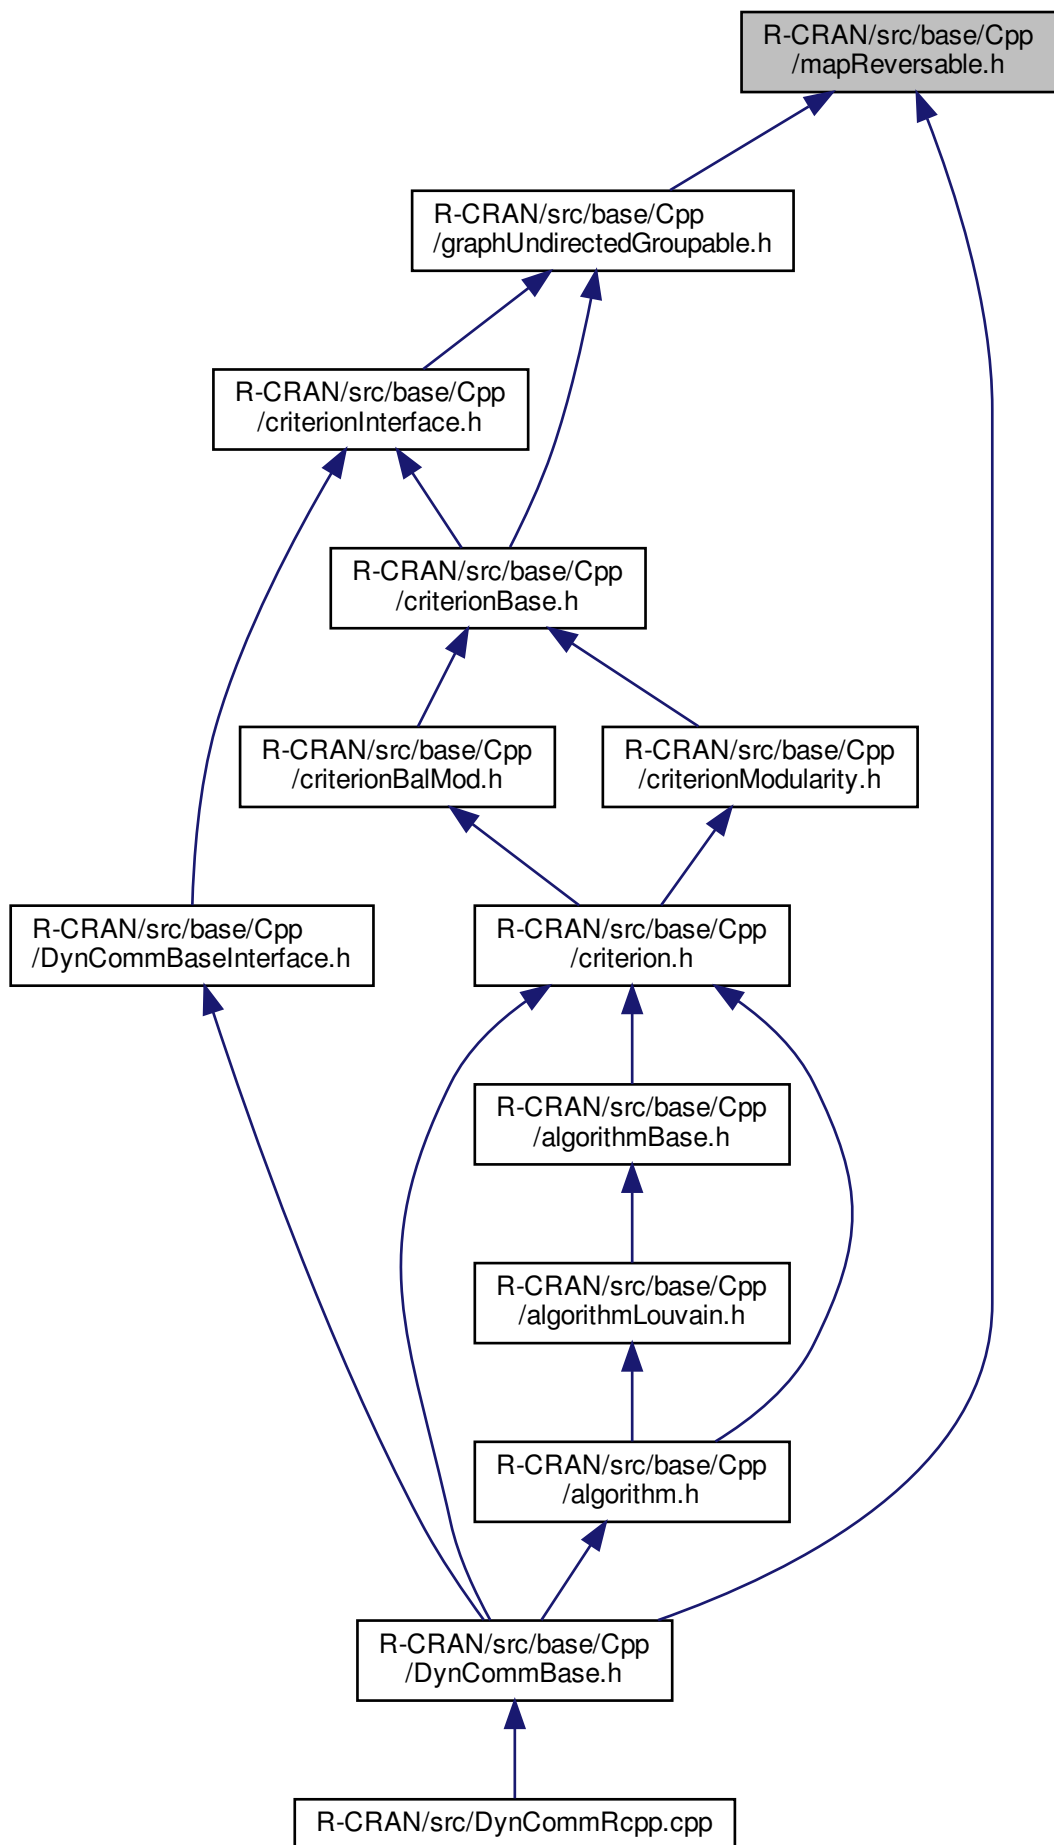 R-CRAN/src/base/Cpp
/mapReversable.h
R-CRAN/src/base/Cpp
/graphUndirectedGroupable.h
R-CRAN/src/base/Cpp
/criterionInterface.h
R-CRAN/src/base/Cpp
/criterionBase.h
R-CRAN/src/base/Cpp
/criterionBalMod.h
R-CRAN/src/base/Cpp
/criterionModularity.h
R-CRAN/src/base/Cpp
/DynCommBaseInterface.h
R-CRAN/src/base/Cpp
/criterion.h
R-CRAN/src/base/Cpp
/algorithmBase.h
R-CRAN/src/base/Cpp
/algorithmLouvain.h
R-CRAN/src/base/Cpp
/algorithm.h
R-CRAN/src/base/Cpp
/DynCommBase.h
R-CRAN/src/DynCommRcpp.cpp